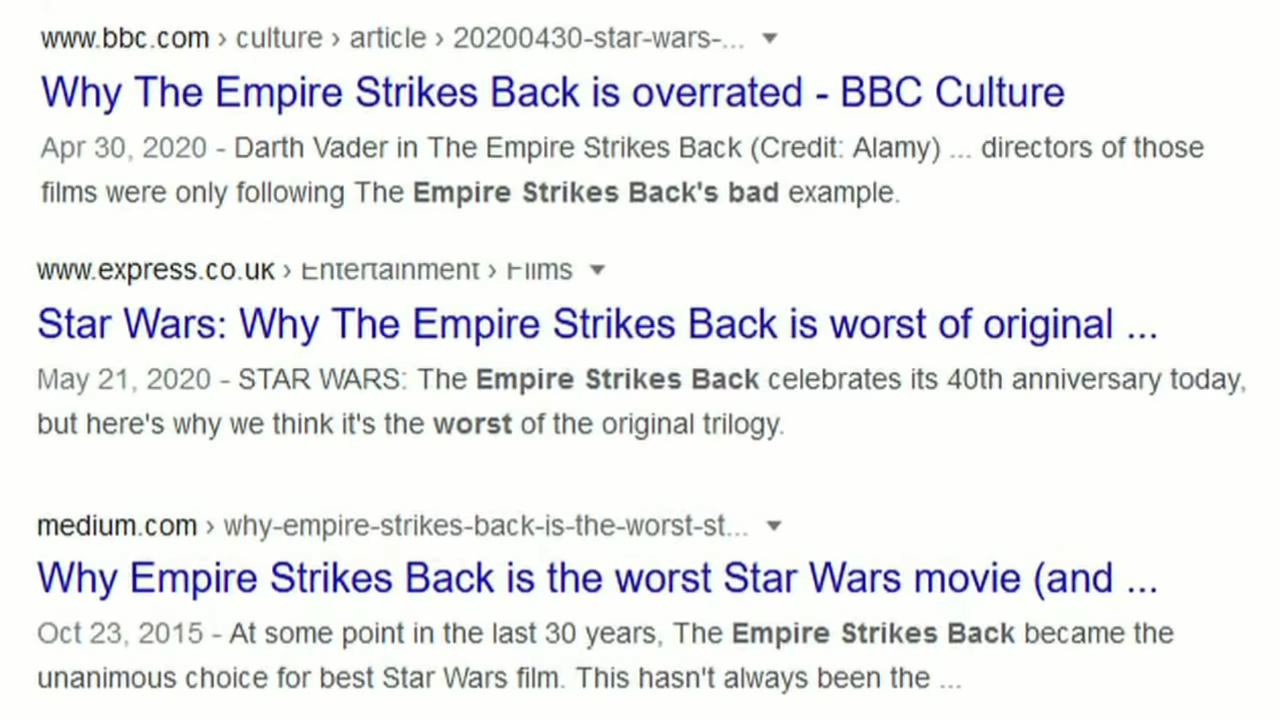 www.bbc.com › culture › article › 20200430-star-wars-...
Why The Empire Strikes Back is overrated - BBC Culture
Apr 30, 2020 - Darth Vader in The Empire Strikes Back (Credit: Alamy) ... directors of those
films were only following The Empire Strikes Back's bad example.
www.express.co.uk › Entertainment › Films
Star Wars: Why The Empire Strikes Back is worst of original ...
May 21, 2020 - STAR WARS: The Empire Strikes Back celebrates its 40th anniversary today,
but here's why we think it's the worst of the original trilogy.
medium.com › why-empire-strikes-back-is-the-worst-st...
Why Empire Strikes Back is the worst Star Wars movie (and ...
Oct 23, 2015 - At some point in the last 30 years, The Empire Strikes Back became the
unanimous choice for best Star Wars film. This hasn't always been the ...